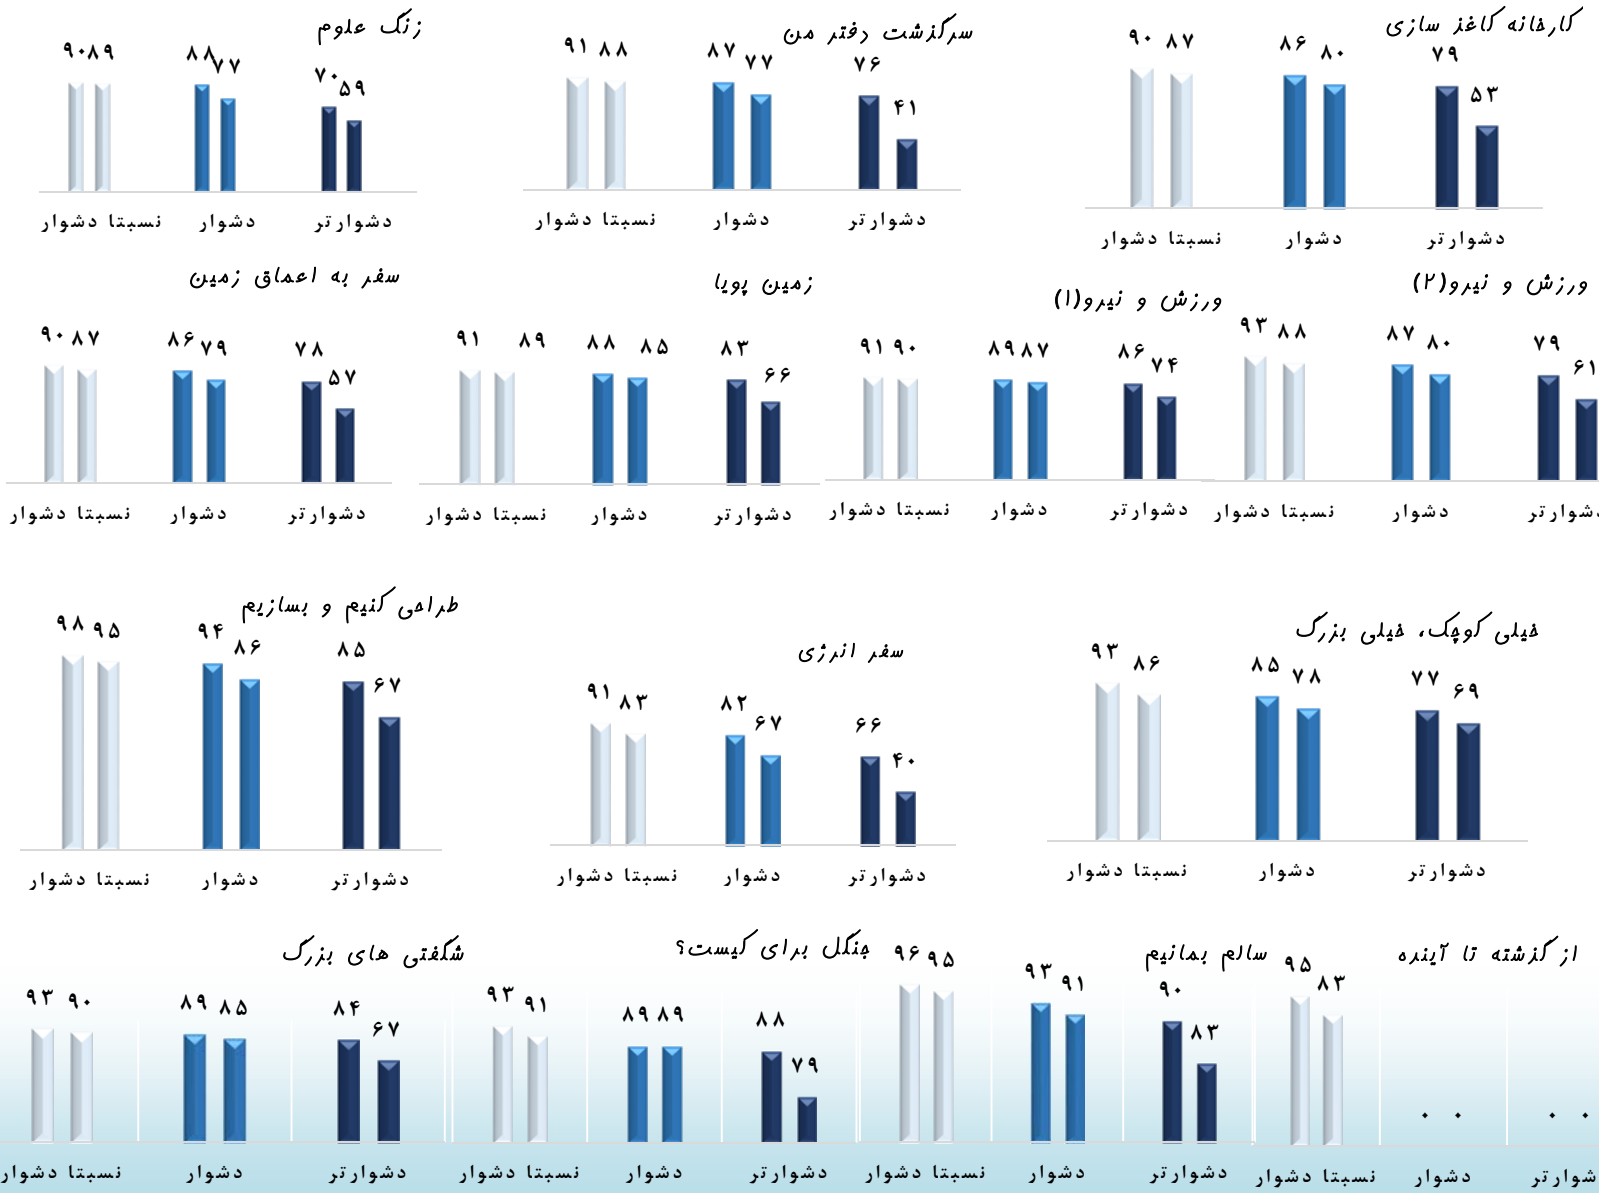 کارخانه کاغذ سازی
۹۰ ۸۷ ۸۶ ۸۰ ۷۹ ۵۳
نسبتا دشوار دشوار دشوارتر
سرگزشت دفتر من
۹۱ ۸۸ ۸۷ ۷۷ ۷۶ ۴۱
نسبتا دشوار دشوار دشوارتر
زنگ علوم
۹۰ ۸۹ ۸۸ ۷۷ ۷۰ ۵۹
نسبتا دشوار دشوار دشوارتر
ورزش و نیرو(۲)
۹۳ ۸۸ ۸۷ ۸۰ ۷۹ ۶۱
نسبتا دشوار دشوار دشوارتر
ورزش و نیرو(۱)
۹۱ ۹۰ ۸۹ ۸۷ ۸۶ ۷۴
نسبتا دشوار دشوار دشوارتر
زمین پویا
۹۱ ۸۹ ۸۸ ۸۵ ۸۳ ۶۶
نسبتا دشوار دشوار دشوارتر
سفر به اعماق زمین
۹۰ ۸۷ ۸۶ ۷۹ ۷۸ ۵۷
نسبتا دشوار دشوار دشوارتر
خیلی کوچک، خیلی بزرگ
۹۳ ۸۶ ۸۵ ۷۸ ۷۷ ۶۹
نسبتا دشوار دشوار دشوارتر
سفر انرژی
۹۱ ۸۳ ۸۲ ۶۷ ۶۶ ۴۰
نسبتا دشوار دشوار دشوارتر
طراحی کنیم و بسازیم
۹۸ ۹۵ ۹۴ ۸۶ ۸۵ ۶۷
نسبتا دشوار دشوار دشوارتر
از گزشته تا آینره
۹۵ ۸۳ ۰ ۰ ۰ ۰
نسبتا دشوار دشوار دشوارتر
سالم بمانیم
۹۶ ۹۵ ۹۳ ۹۱ ۹۰ ۸۳
نسبتا دشوار دشوار دشوارتر
جنگل برای کیست؟
۹۳ ۹۱ ۸۹ ۸۹ ۸۸ ۷۹
نسبتا دشوار دشوار دشوارتر
شگفتی های بزرگ
۹۳ ۹۰ ۸۹ ۸۵ ۸۴ ۶۷
نسبتا دشوار دشوار دشوارتر